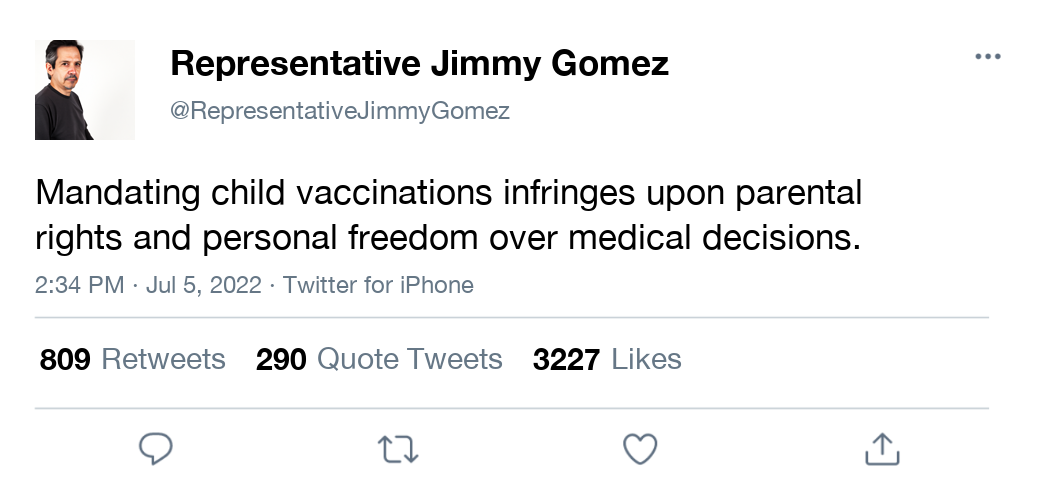 Representative Jimmy Gomez
@RepresentativeJimmyGomez
Mandating child vaccinations infringes upon parental
rights and personal freedom over medical decisions.
2:34 PM · Jul 5, 2022 · Twitter for iPhone
809 Retweets 290 Quote Tweets 3227 Likes